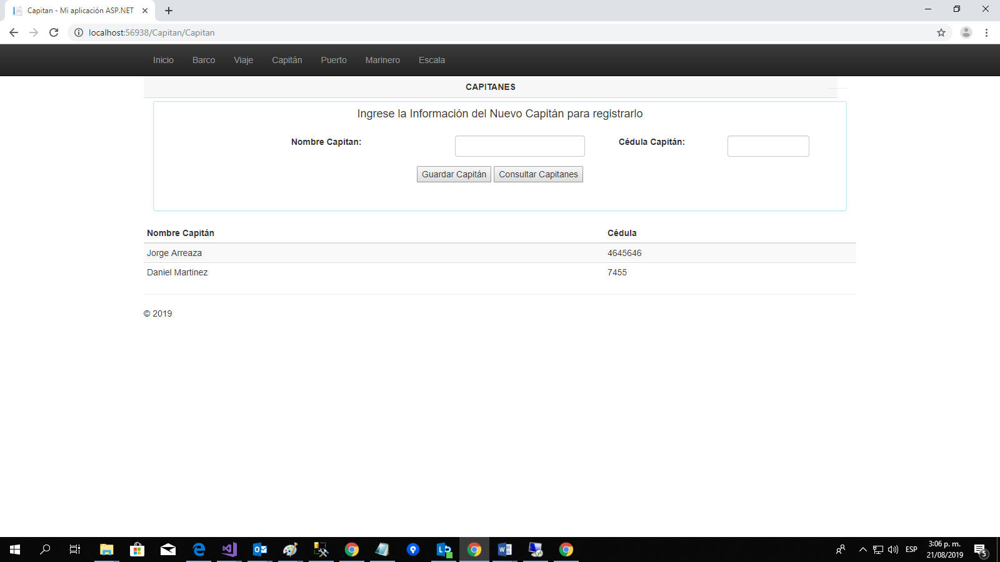 Capitan - Mi aplicación ASP.NET
localhost:56938/Capitan/Capitan
Inicio Barco Viaje Capitán Puerto Marinero Escala
CAPITANES
Ingrese la Información del Nuevo Capitán para registrarlo
Nombre Capitan: Cédula Capitán:
Guardar Capitán Consultar Capitanes
Nombre Capitán Cédula
Jorge Arreaza 4645646
Daniel Martinez 7455
© 2019
ESP
3:06 p. m.
21/08/2019
5